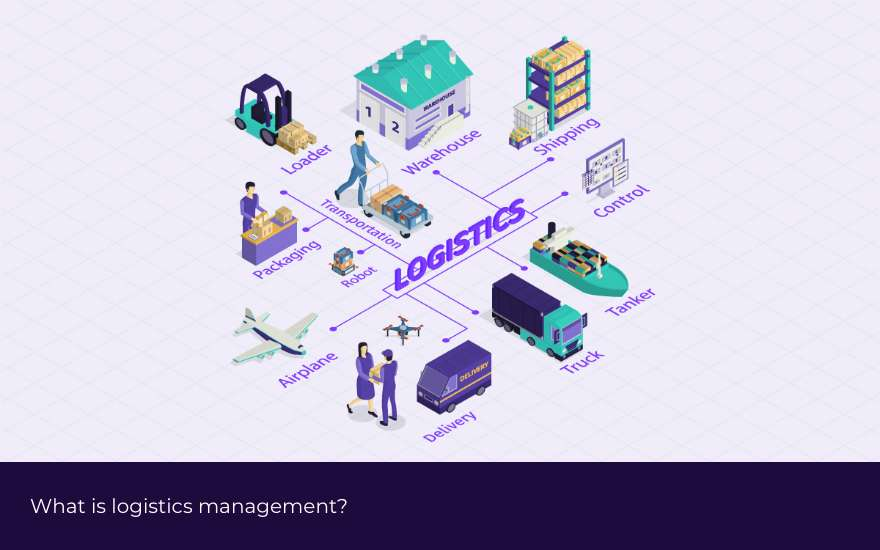 WAREHOUSE
1
2
Loader
Warehouse
Shipping
Control
Transportation
LOGISTICS
Packaging
Robot
Tanker
Airplane
Truck
DELIVERY
Delivery
What is logistics management?